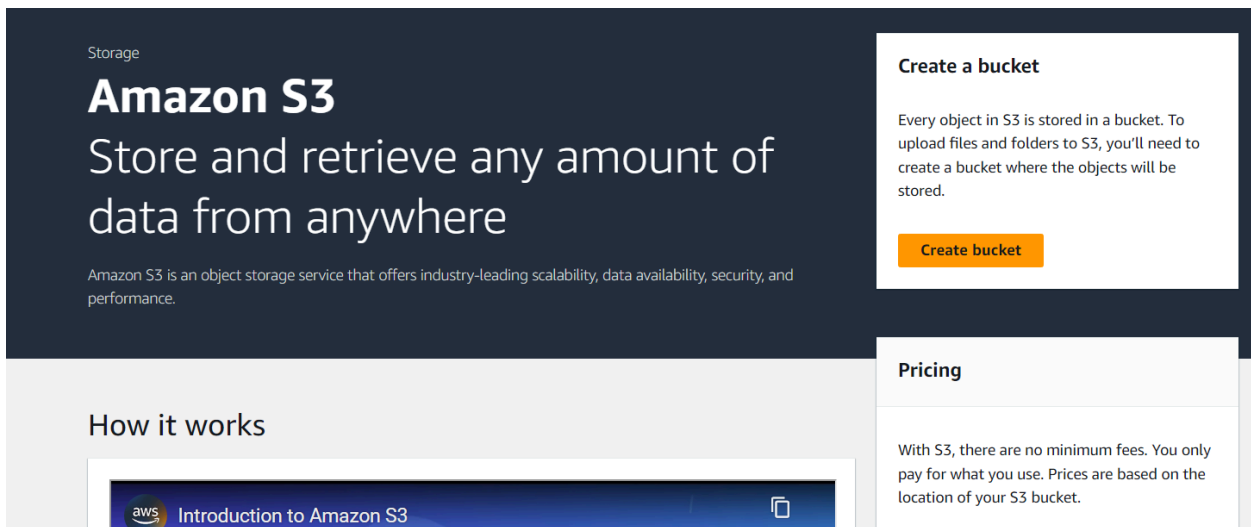 Storage
Amazon S3
Store and retrieve any amount of
data from anywhere
Amazon S3 is an object storage service that offers industry-leading scalability, data availability, security, and
performance.
Create a bucket
Every object in S3 is stored in a bucket. To
upload files and folders to S3, you'll need to
create a bucket where the objects will be
stored.
Create bucket
How it works
aws
Introduction to Amazon S3
Pricing
With S3, there are no minimum fees. You only
pay for what you use. Prices are based on the
location of your S3 bucket.